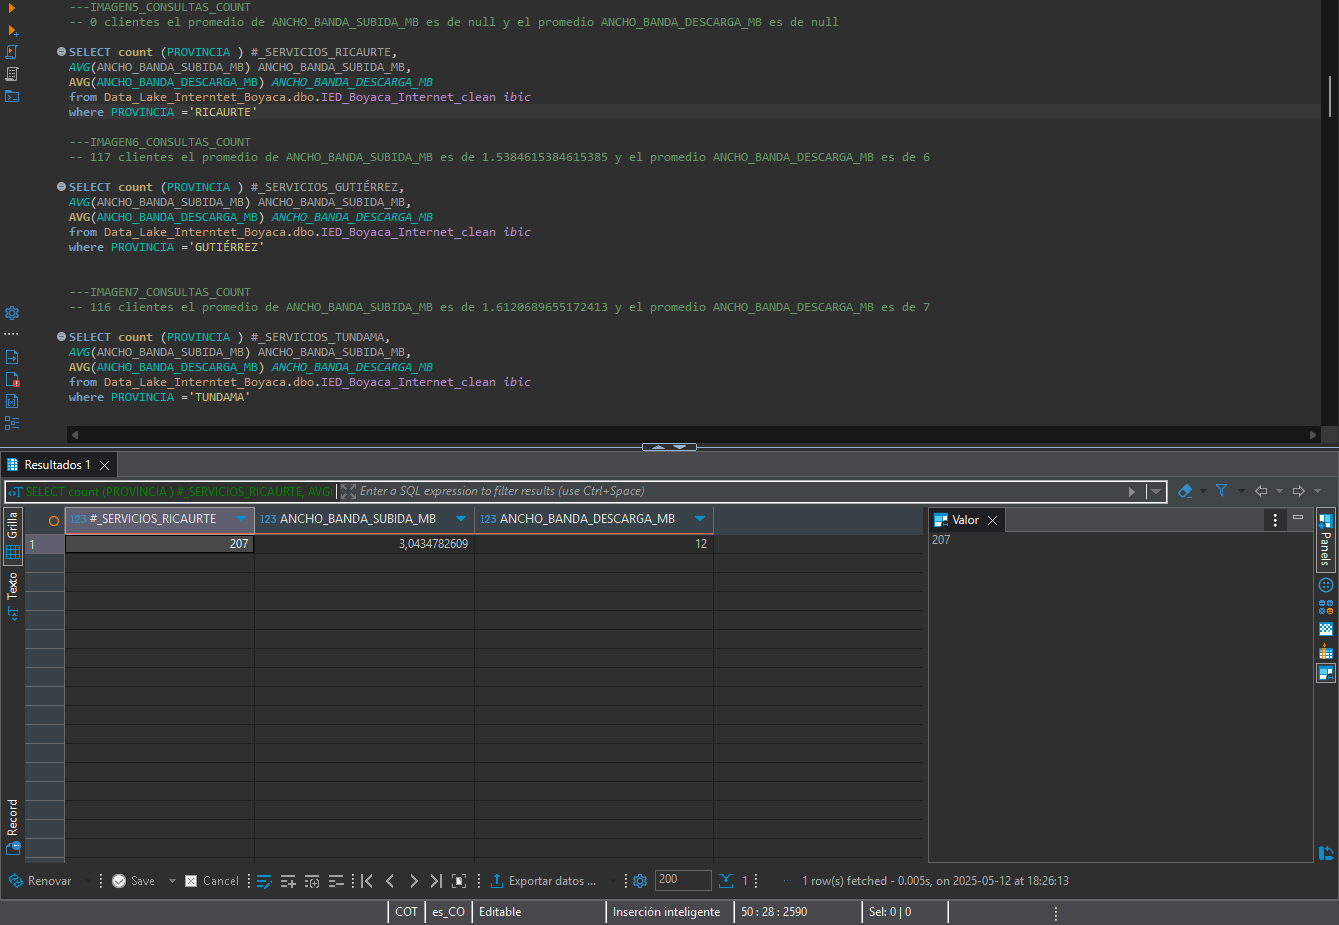 ---IMAGEN5_CONSULTAS_COUNT
-- 0 clientes el promedio de ANCHO_BANDA_SUBIDA_MB es de null y el promedio ANCHO_BANDA_DESCARGA_MB es de null
SELECT count (PROVINCIA ) #_SERVICIOS_RICAURTE,
AVG(ANCHO_BANDA_SUBIDA_MB) ANCHO_BANDA_SUBIDA_MB,
AVG(ANCHO_BANDA_DESCARGA_MB) ANCHO_BANDA_DESCARGA_MB
from Data_Lake_Interntet_Boyaca.dbo.IED_Boyaca_Internet_clean ibic
where PROVINCIA ='RICAURTE'
---IMAGEN6_CONSULTAS_COUNT
-- 117 clientes el promedio de ANCHO_BANDA_SUBIDA_MB es de 1.5384615384615385 y el promedio ANCHO_BANDA_DESCARGA_MB es de 6
SELECT count (PROVINCIA ) #_SERVICIOS_GUTIÉRREZ,
AVG(ANCHO_BANDA_SUBIDA_MB) ANCHO_BANDA_SUBIDA_MB,
AVG(ANCHO_BANDA_DESCARGA_MB) ANCHO_BANDA_DESCARGA_MB
from Data_Lake_Interntet_Boyaca.dbo.IED_Boyaca_Internet_clean ibic
where PROVINCIA ='GUTIÉRREZ'
---IMAGEN7_CONSULTAS_COUNT
-- 116 clientes el promedio de ANCHO_BANDA_SUBIDA_MB es de 1.6120689655172413 y el promedio ANCHO_BANDA_DESCARGA_MB es de 7
SELECT count (PROVINCIA ) #_SERVICIOS_TUNDAMA,
AVG(ANCHO_BANDA_SUBIDA_MB) ANCHO_BANDA_SUBIDA_MB,
AVG(ANCHO_BANDA_DESCARGA_MB) ANCHO_BANDA_DESCARGA_MB
from Data_Lake_Interntet_Boyaca.dbo.IED_Boyaca_Internet_clean ibic
where PROVINCIA ='TUNDAMA'
Resultados 1
SELECT count (PROVINCIA ) #_SERVICIOS_RICAURTE, AVG( Enter a SQL expression to filter results (use Ctrl+Space)
Grilla
Texto
Record
123 #_SERVICIOS_RICAURTE 123 ANCHO_BANDA_SUBIDA_MB 123 ANCHO_BANDA_DESCARGA_MB
1 207 3,0434782609 12
Valor
207
Panels
Renovar Save Cancel Exportar datos ... 200 1 1 row(s) fetched - 0.005s, on 2025-05-12 at 18:26:13
COT es_CO Editable Inserción inteligente 50 : 28 : 2590 Sel: 0 | 0